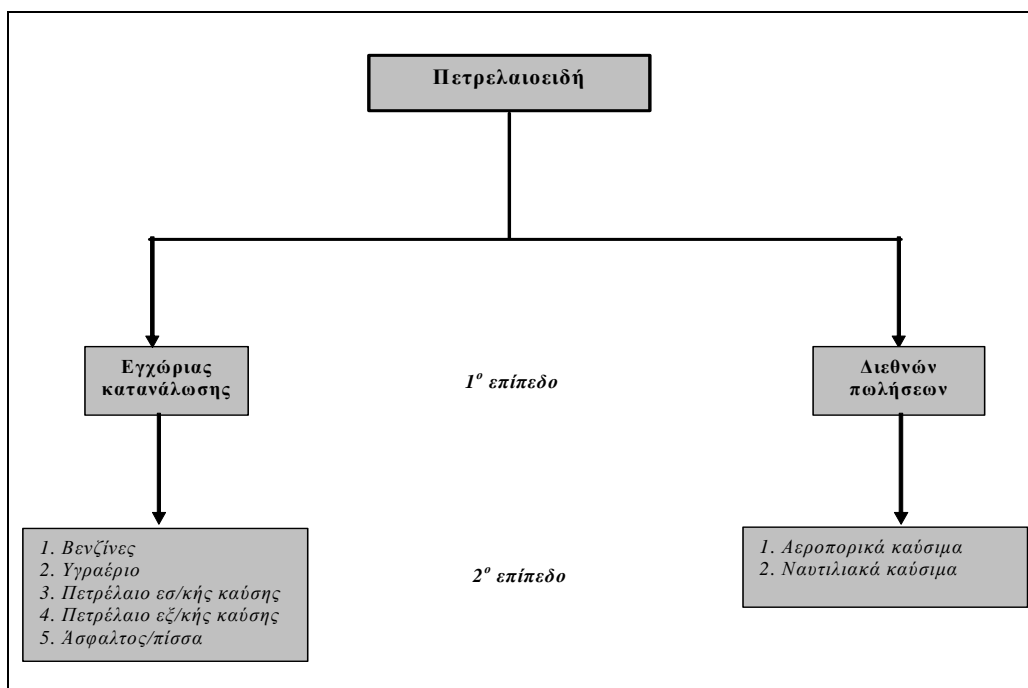 Πετρελαιοειδή
Εγχώριας
κατανάλωσης
1ο επίπεδο
Διεθνών
πωλήσεων
1. Βενζίνες
2. Υγραέριο
3. Πετρέλαιο εσ/κής καύσης
4. Πετρέλαιο εξ/κής καύσης
5. Άσφαλτος/πίσσα
2ο επίπεδο
1. Αεροπορικά καύσιμα
2. Ναυτιλιακά καύσιμα